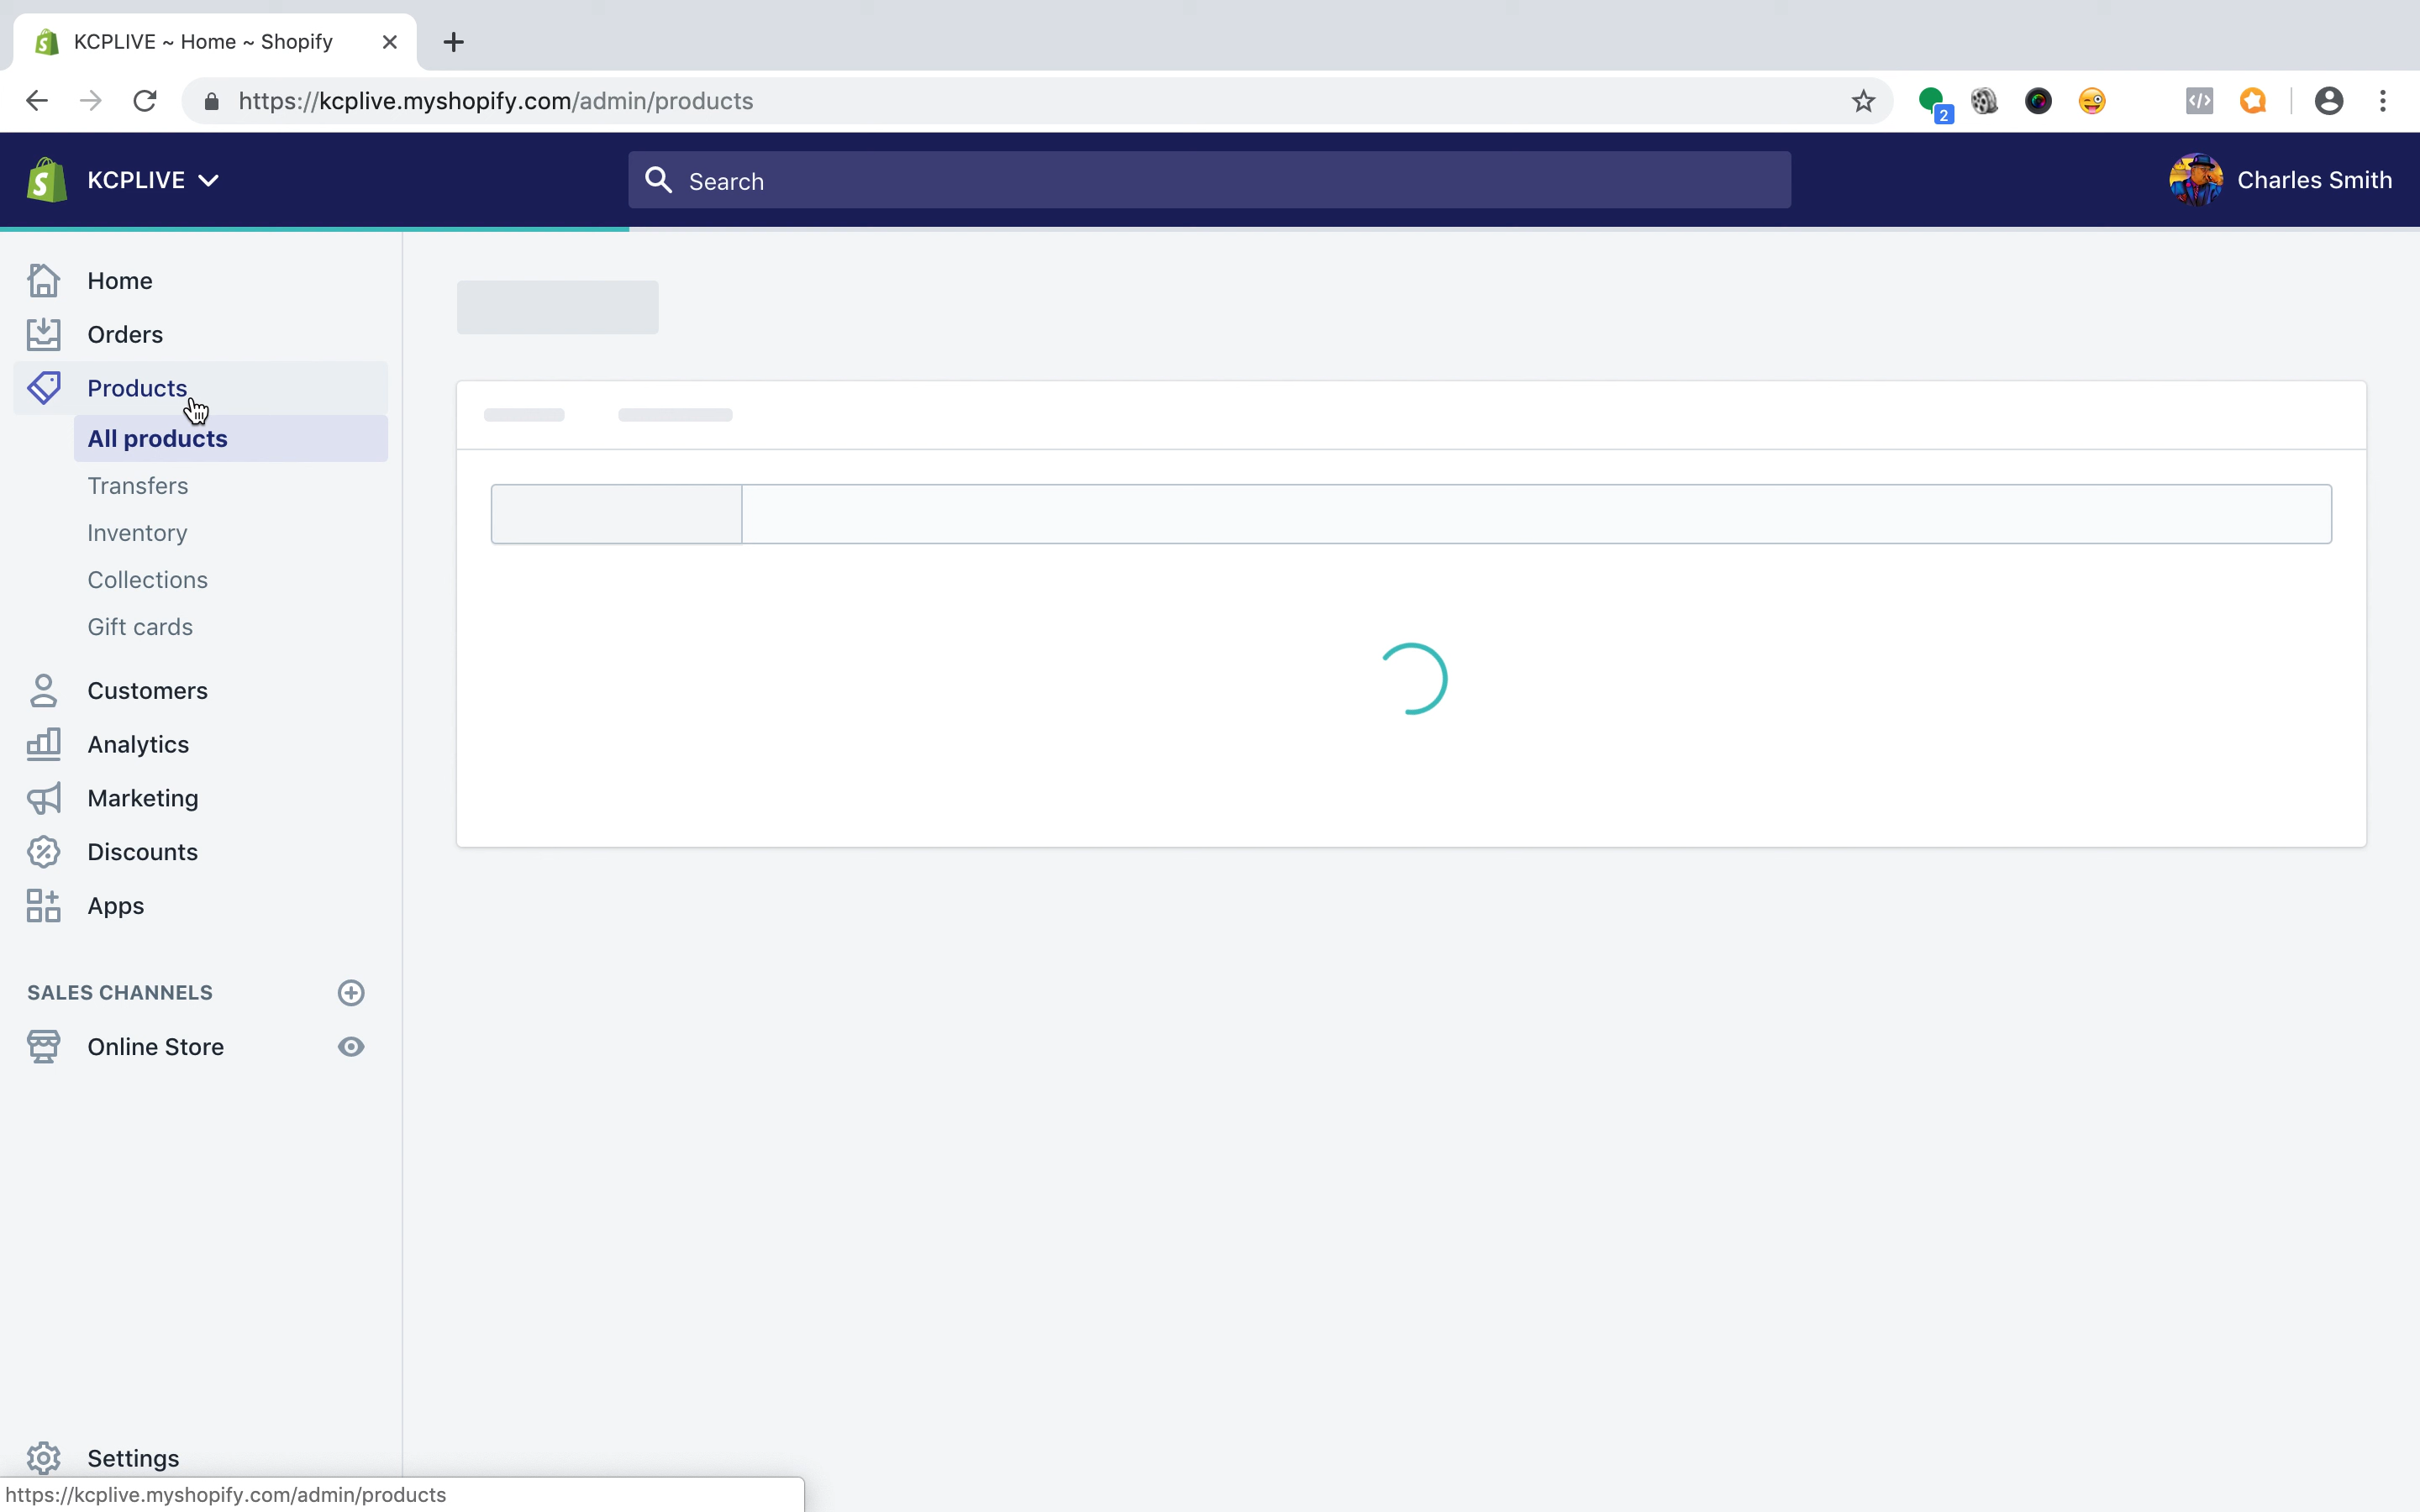 KCPLIVE ~ Home ~ Shopify
https://kcplive.myshopify.com/admin/products
2
KCPLIVE
Search
Charles Smith
Home
Orders
Products
All products
Transfers
Inventory
Collections
Gift cards
Customers
Analytics
Marketing
Discounts
Apps
SALES CHANNELS
Online Store
Settings
https://kcplive.myshopify.com/admin/products